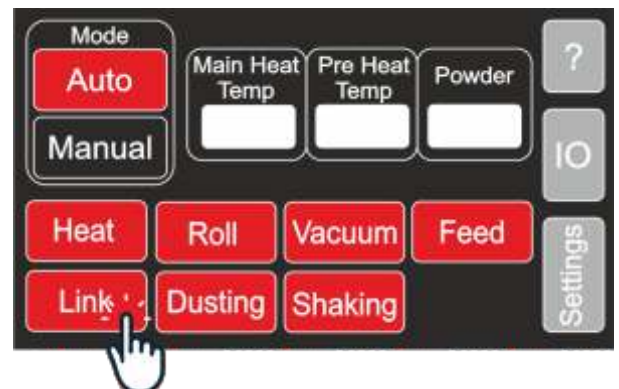 Mode
Auto
Manual
Main Heat
Temp
Pre Heat
Temp
Powder
?
IO
Settings
Heat
Roll
Vacuum
Feed
Link
Dusting
Shaking